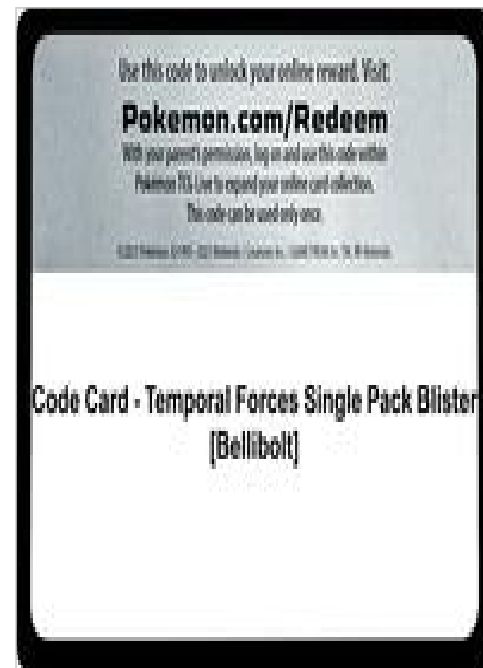 Use this code to unlock your online reward. Visit:
Pokemon.com/Redeem
With your parent's permission, log on and use this code within
Pokémon TCG Live to expand your online card collection.
This code can be used only once.
Code Card - Temporal Forces Single Pack Blister
[Bellibolt]